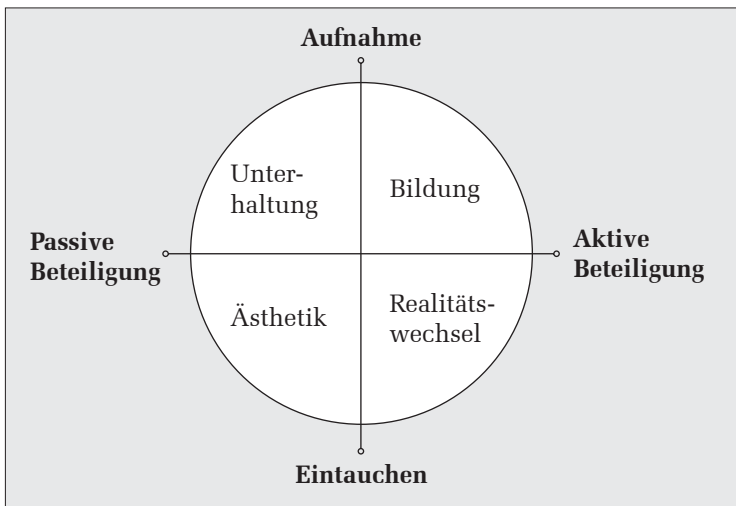 Aufnahme
Unter-
haltung
Bildung
Passive
Beteiligung
Aktive
Beteiligung
Ästhetik
Realitäts-
wechsel
Eintauchen